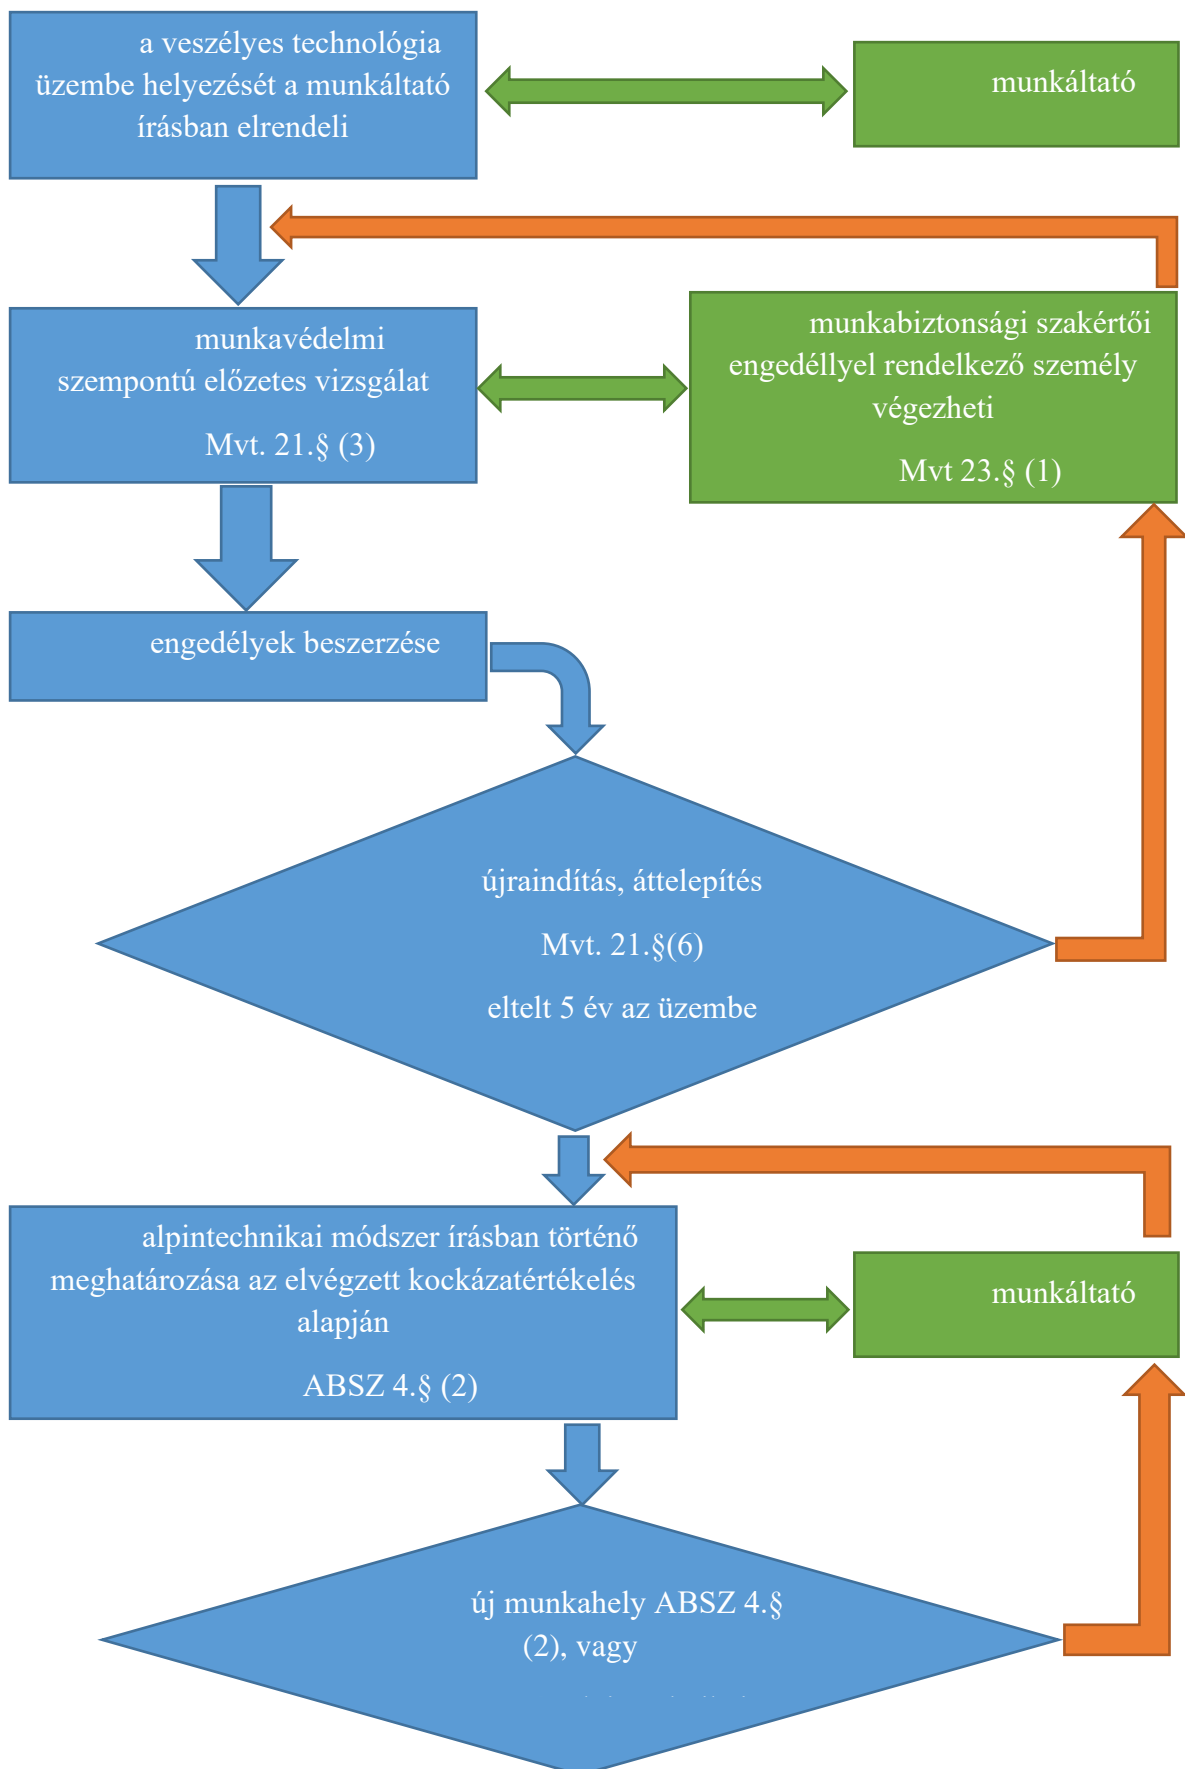 a veszélyes technológia
üzembe helyezését a munkáltató
írásban elrendeli
munkáltató
munkavédelmi
szempontú előzetes vizsgálat
Mvt. 21.§ (3)
munkabiztonsági szakértői
engedéllyel rendelkező személy
végezheti
Mvt 23.§ (1)
engedélyek beszerzése
újraindítás, áttelepítés
Mvt. 21.§(6)
eltelt 5 év az üzembe
alpintechnikai módszer írásban történő
meghatározása az elvégzett kockázatértékelés
alapján
ABSZ 4.§ (2)
munkáltató
új munkahely ABSZ 4.§
(2), vagy